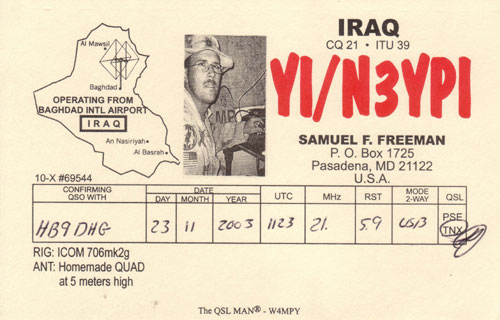 IRAQ
CQ 21 • ITU 39
YI/N3YPI
Al Mawsil
Baghdad
OPERATING FROM
BAGHDAD INTL AIRPORT
IRAQ
An Nasiriyah
Al Basrah
SAMUEL F. FREEMAN
P. O. Box 1725
Pasadena, MD 21122
U.S.A.
10-X #69544
CONFIRMING QSO WITH DATE DAY MONTH YEAR UTC MHz RST MODE 2-WAY QSL
HB9DHG 23 11 2003 1123 21. 59 USB PSE TNX
RIG: ICOM 706mk2g
ANT: Homemade QUAD
at 5 meters high
The QSL MAN® - W4MPY